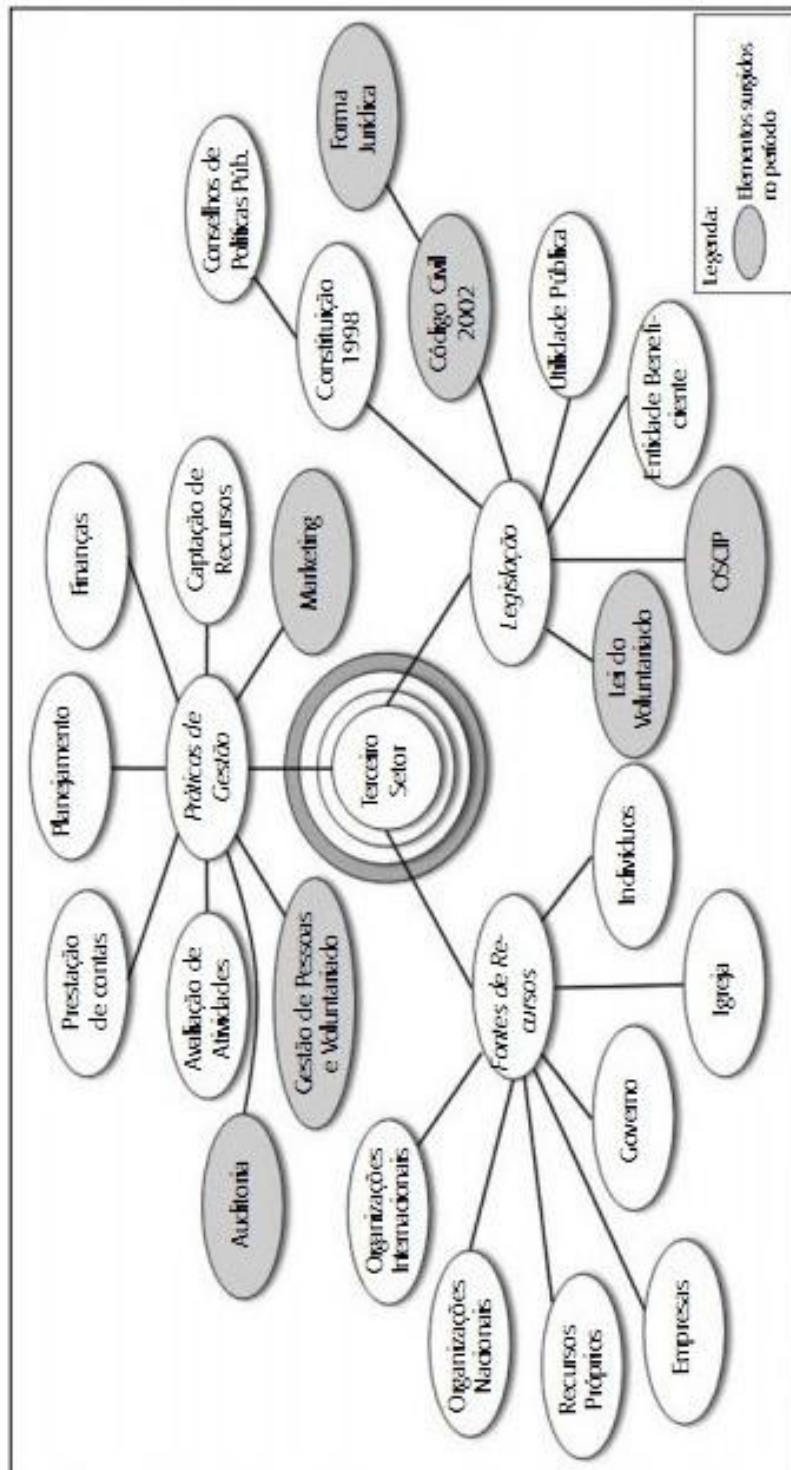 Prestação
de contas
Planejamento
Finanças
Avaliação de
Atividades
Práticas de
Gestão
Captação de
Recursos
Conselhos de
Políticas Púb.
Auditoria
Gestão de Pessoas
e Voluntariado
Marketing
Constituição
1998
Forma
Jurídica
Terceiro
Setor
Código Civil
2002
Organizações
Internacionais
Fontes de Re-
cursos
Legislação
Utilidade Pública
Organizações
Nacionais
Recursos
Próprios
Governo
Indivíduos
Lei do
Voluntariado
Entidade Benefi-
ciente
Empresas
Igreja
OSCIP
Legenda:
Elementos surgidos
no período